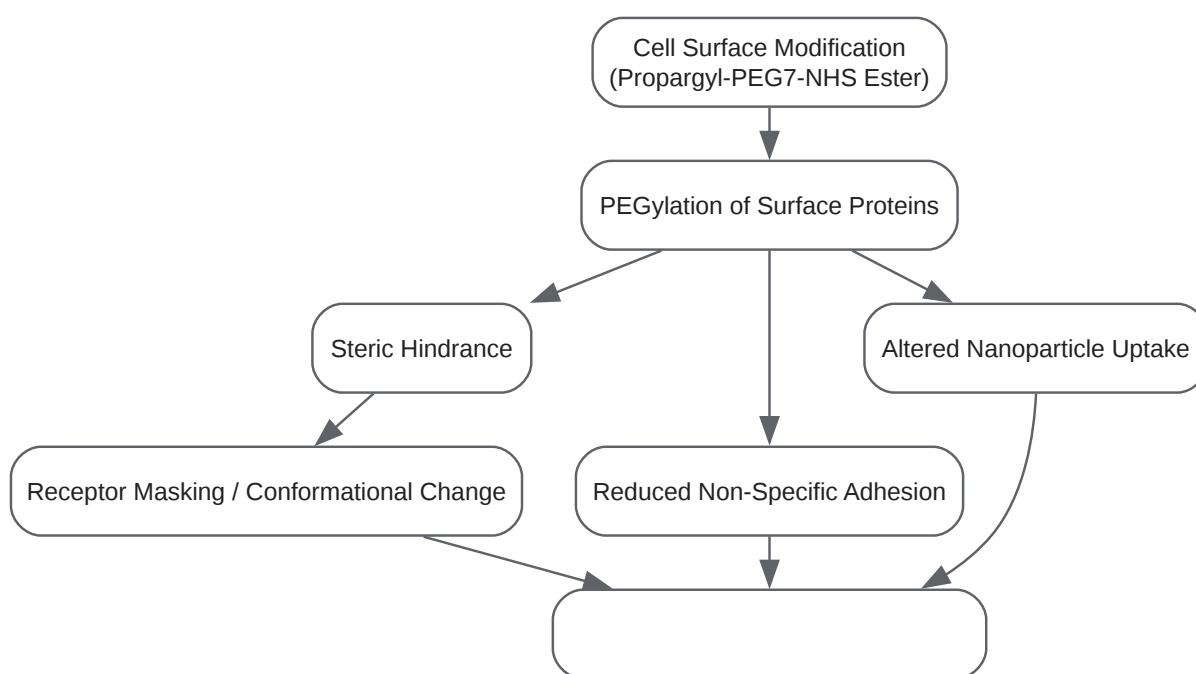 Cell Surface Modification
(Propargyl-PEG7-NHS Ester)
PEGylation of Surface Proteins
Steric Hindrance
Altered Nanoparticle Uptake
Receptor Masking / Conformational Change
Reduced Non-Specific Adhesion